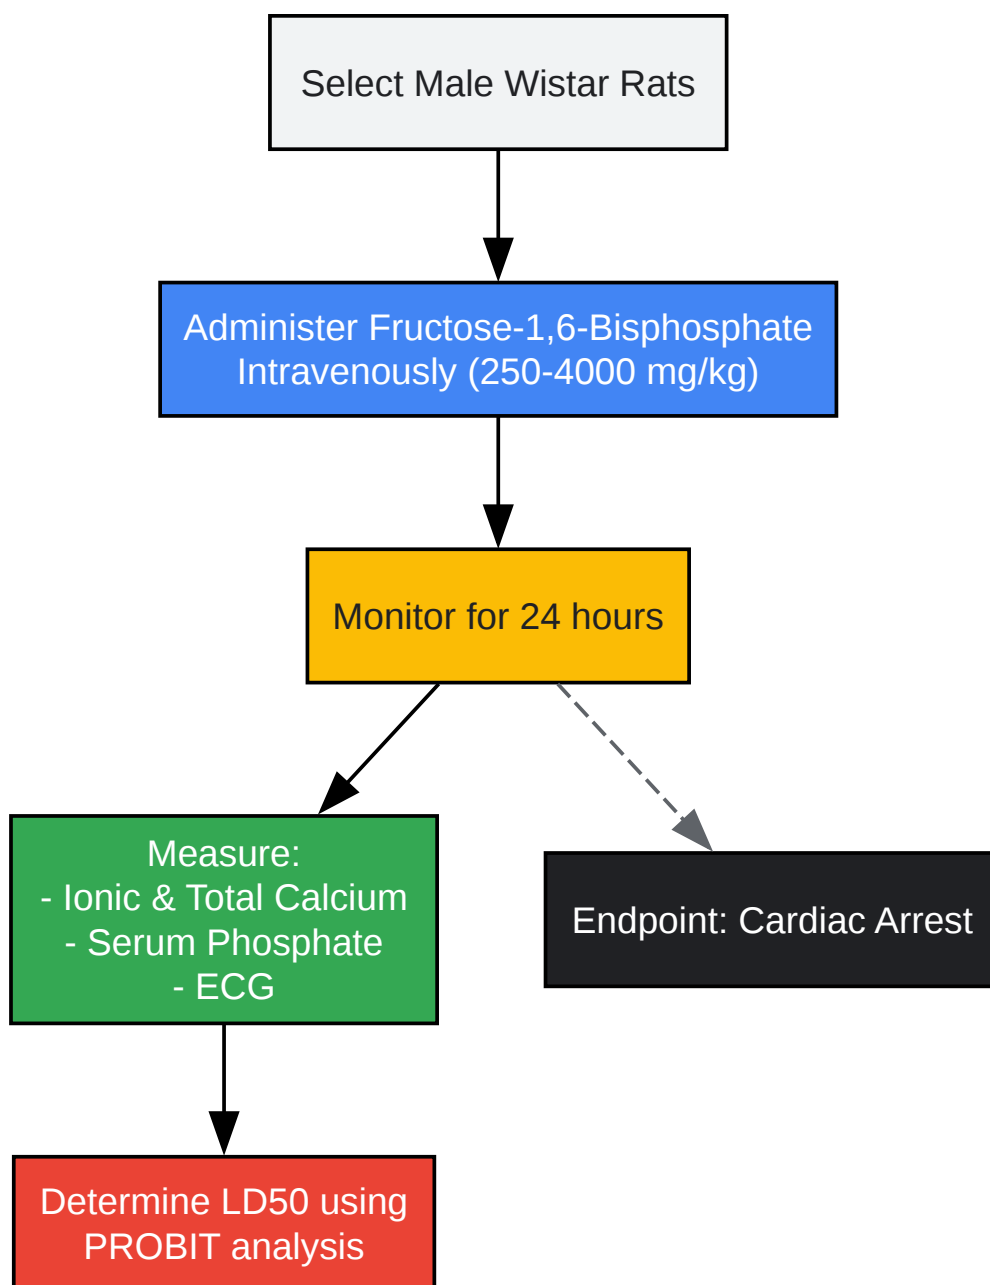 Select Male Wistar Rats
Administer Fructose-1,6-Bisphosphate
Intravenously (250-4000 mg/kg)
Monitor for 24 hours
Measure:
- Ionic & Total Calcium
- Serum Phosphate
- ECG
Endpoint: Cardiac Arrest
Determine LD50 using
PROBIT analysis